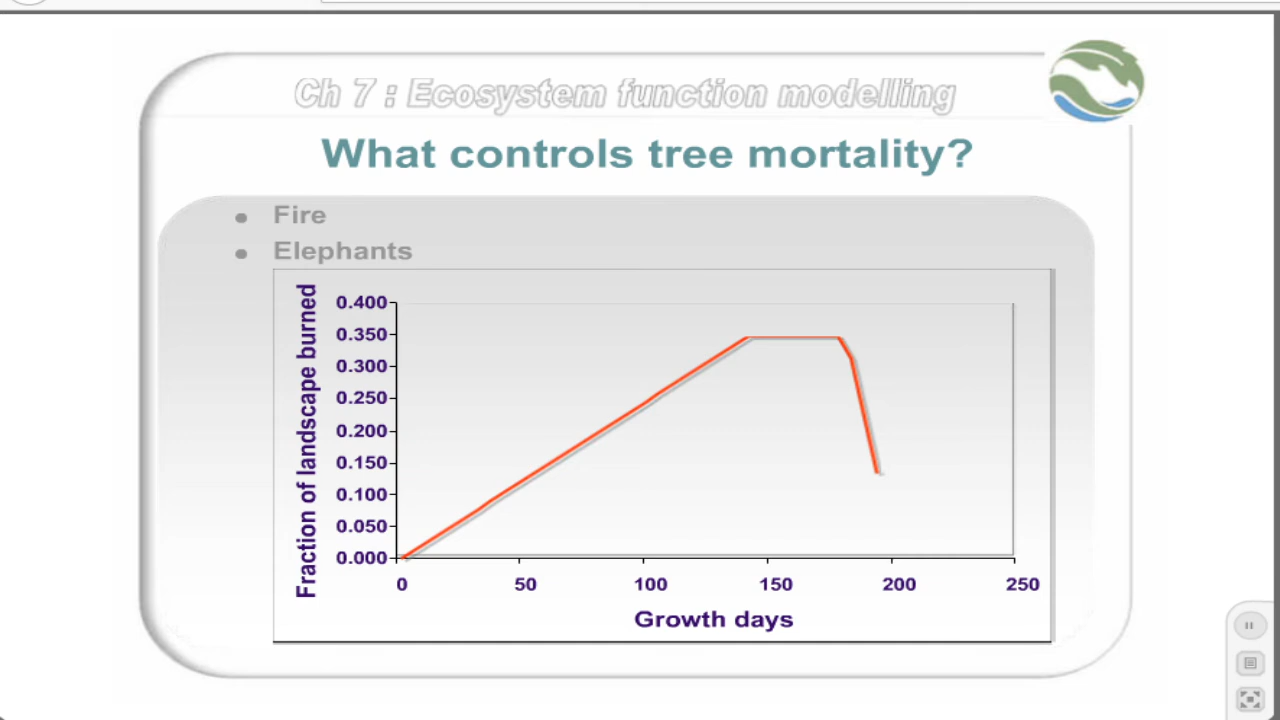 Ch 7 : Ecosystem function modelling
What controls tree mortality?
• Fire
• Elephants
Fraction of landscape burned
0.400
0.350
0.300
0.250
0.200
0.150
0.100
0.050
0.000
0 50 100 150 200 250
Growth days